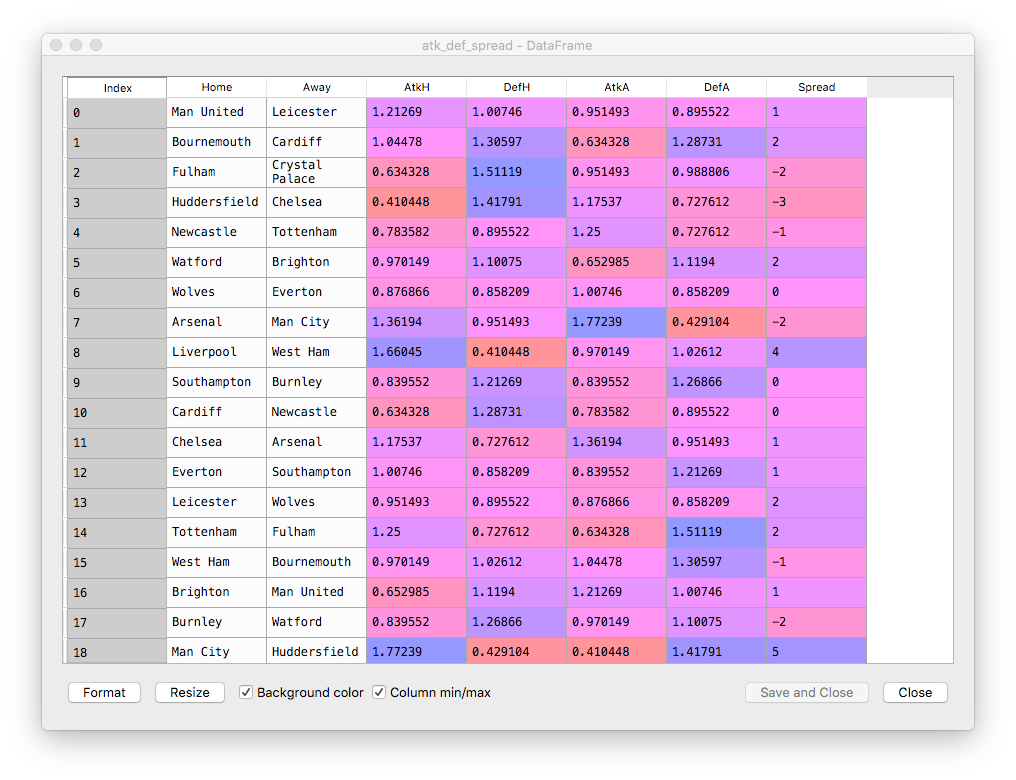 atk_def_spread - DataFrame
Index Home Away AtkH DefH AtkA DefA Spread
0 Man United Leicester 1.21269 1.00746 0.951493 0.895522 1
1 Bournemouth Cardiff 1.04478 1.30597 0.634328 1.28731 2
2 Fulham Crystal Palace 0.634328 1.51119 0.951493 0.988806 -2
3 Huddersfield Chelsea 0.410448 1.41791 1.17537 0.727612 -3
4 Newcastle Tottenham 0.783582 0.895522 1.25 0.727612 -1
5 Watford Brighton 0.970149 1.10075 0.652985 1.1194 2
6 Wolves Everton 0.876866 0.858209 1.00746 0.858209 0
7 Arsenal Man City 1.36194 0.951493 1.77239 0.429104 -2
8 Liverpool West Ham 1.66045 0.410448 0.970149 1.02612 4
9 Southampton Burnley 0.839552 1.21269 0.839552 1.26866 0
10 Cardiff Newcastle 0.634328 1.28731 0.783582 0.895522 0
11 Chelsea Arsenal 1.17537 0.727612 1.36194 0.951493 1
12 Everton Southampton 1.00746 0.858209 0.839552 1.21269 1
13 Leicester Wolves 0.951493 0.895522 0.876866 0.858209 2
14 Tottenham Fulham 1.25 0.727612 0.634328 1.51119 2
15 West Ham Bournemouth 0.970149 1.02612 1.04478 1.30597 -1
16 Brighton Man United 0.652985 1.1194 1.21269 1.00746 1
17 Burnley Watford 0.839552 1.26866 0.970149 1.10075 -2
18 Man City Huddersfield 1.77239 0.429104 0.410448 1.41791 5
Format Resize Background color Column min/max Save and Close Close